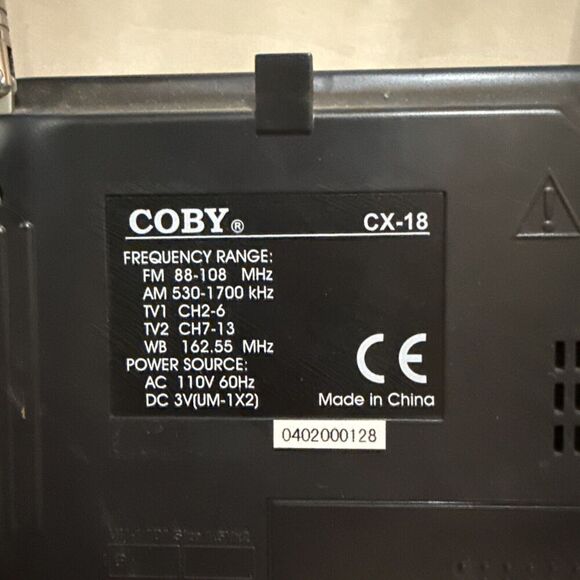 COBY® CX-18
FREQUENCY RANGE:
FM 88-108 MHz
AM 530-1700 kHz
TV1 CH2-6
TV2 CH7-13
WB 162.55 MHz
POWER SOURCE:
AC 110V 60Hz
DC 3V(UM-1X2)
CE
Made in China
0402000128